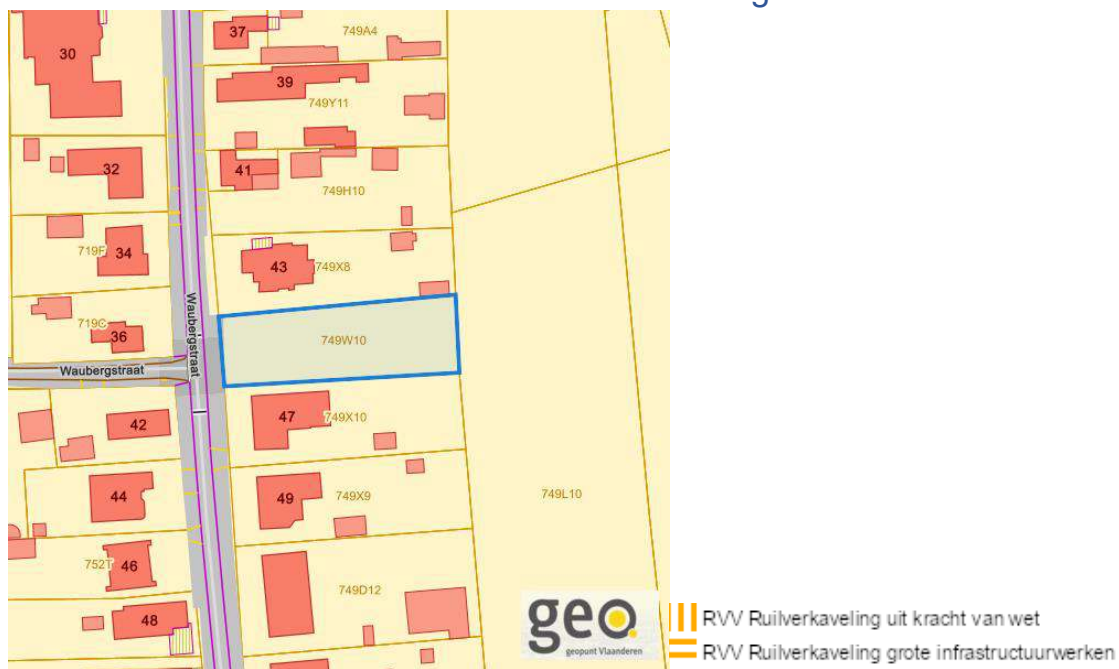 g
37
749A4
30
39
749Y11
32
41
749H10
719F
34
43
749X8
719C
36
Waubergstraat
749W10
Waubergstraat
42
47
749X10
44
49
749X9
749L10
752T
46
749D12
48
geo
geopunt Vlaanderen
RVV Ruilverkaveling uit kracht van wet
RVV Ruilverkaveling grote infrastructuurwerken